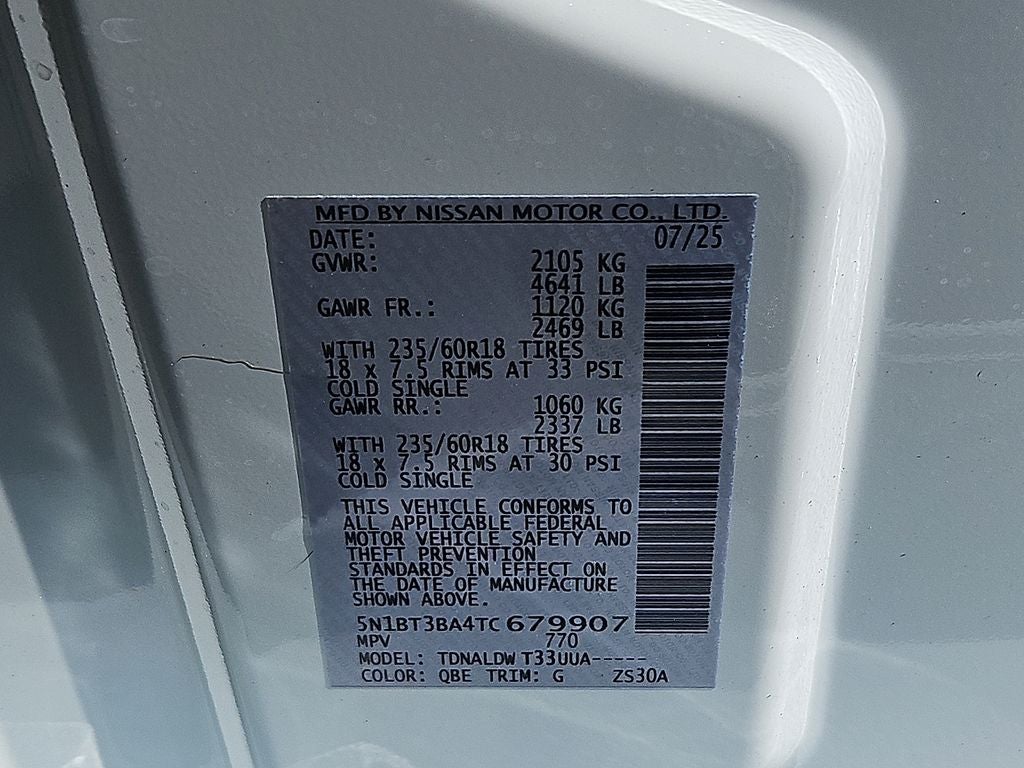 MFD BY NISSAN MOTOR CO., LTD.
DATE: 07/25
GVWR: 2105 KG
4641 LB
GAWR FR.: 1120 KG
2469 LB
WITH 235/60R18 TIRES
18 x 7.5 RIMS AT 33 PSI
COLD SINGLE
GAWR RR.: 1060 KG
2337 LB
WITH 235/60R18 TIRES
18 x 7.5 RIMS AT 30 PSI
COLD SINGLE
THIS VEHICLE CONFORMS TO
ALL APPLICABLE FEDERAL
MOTOR VEHICLE SAFETY AND
THEFT PREVENTION
STANDARDS IN EFFECT ON
THE DATE OF MANUFACTURE
SHOWN ABOVE.
5N1BT3BA4TC679907
MPV 770
MODEL: TDNALDW T33UUA-----
COLOR: QBE TRIM: G ZS30A